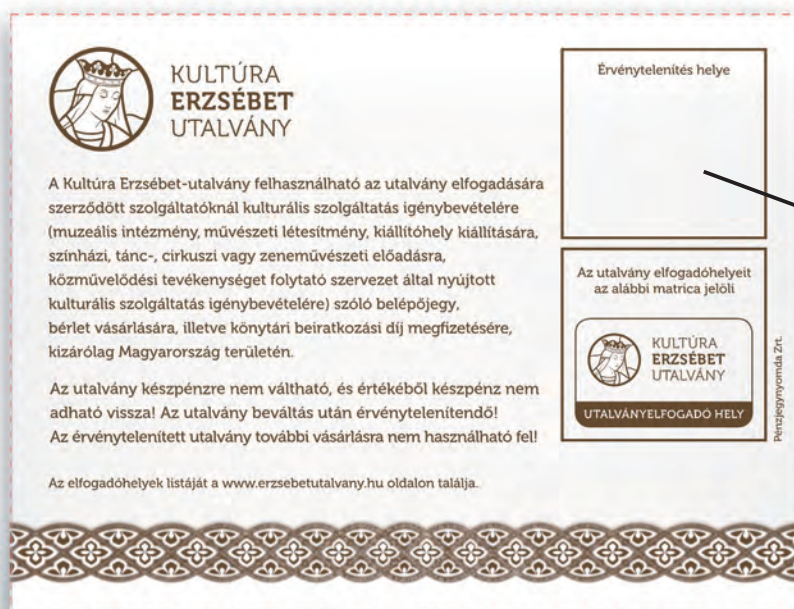 KULTÚRA
ERZSÉBET
UTALVÁNY
A Kultúra Erzsébet-utalvány felhasználható az utalvány elfogadására
szerződött szolgáltatóknál kulturális szolgáltatás igénybevételére
(muzeális intézmény, művészeti létesítmény, kiállítóhely kiállítására,
színházi, tánc-, cirkuszi vagy zeneművészeti előadásra,
közművelődési tevékenységet folytató szervezet által nyújtott
kulturális szolgáltatás igénybevételére) szóló belépőjegy,
bérlet vásárlására, illetve könytári beiratkozási díj megfizetésére,
kizárólag Magyarország területén.
Az utalvány készpénzre nem váltható, és értékéből készpénz nem
adható vissza! Az utalvány beváltás után érvénytelenítendő!
Az érvénytelenített utalvány további vásárlásra nem használható fel!
Az elfogadóhelyek listáját a www.erzsebetutalvany.hu oldalon találja.
Érvénytelenítés helye
Az utalvány elfogadóhelyeit
az alábbi matrica jelöli
KULTÚRA
ERZSÉBET
UTALVÁNY
UTALVÁNYELFOGADÓ HELY
Pénzjegynyomda Zrt.